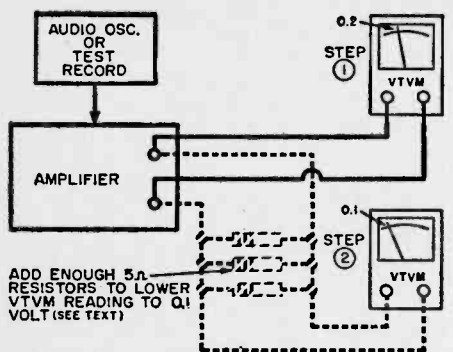 AUDIO OSC.
OR
TEST
RECORD
0.2
STEP
1
VTVM
AMPLIFIER
0.1
STEP
2
VTVM
ADD ENOUGH 5Ω
RESISTORS TO LOWER
VTVM READING TO 0.1
VOLT (SEE TEXT)